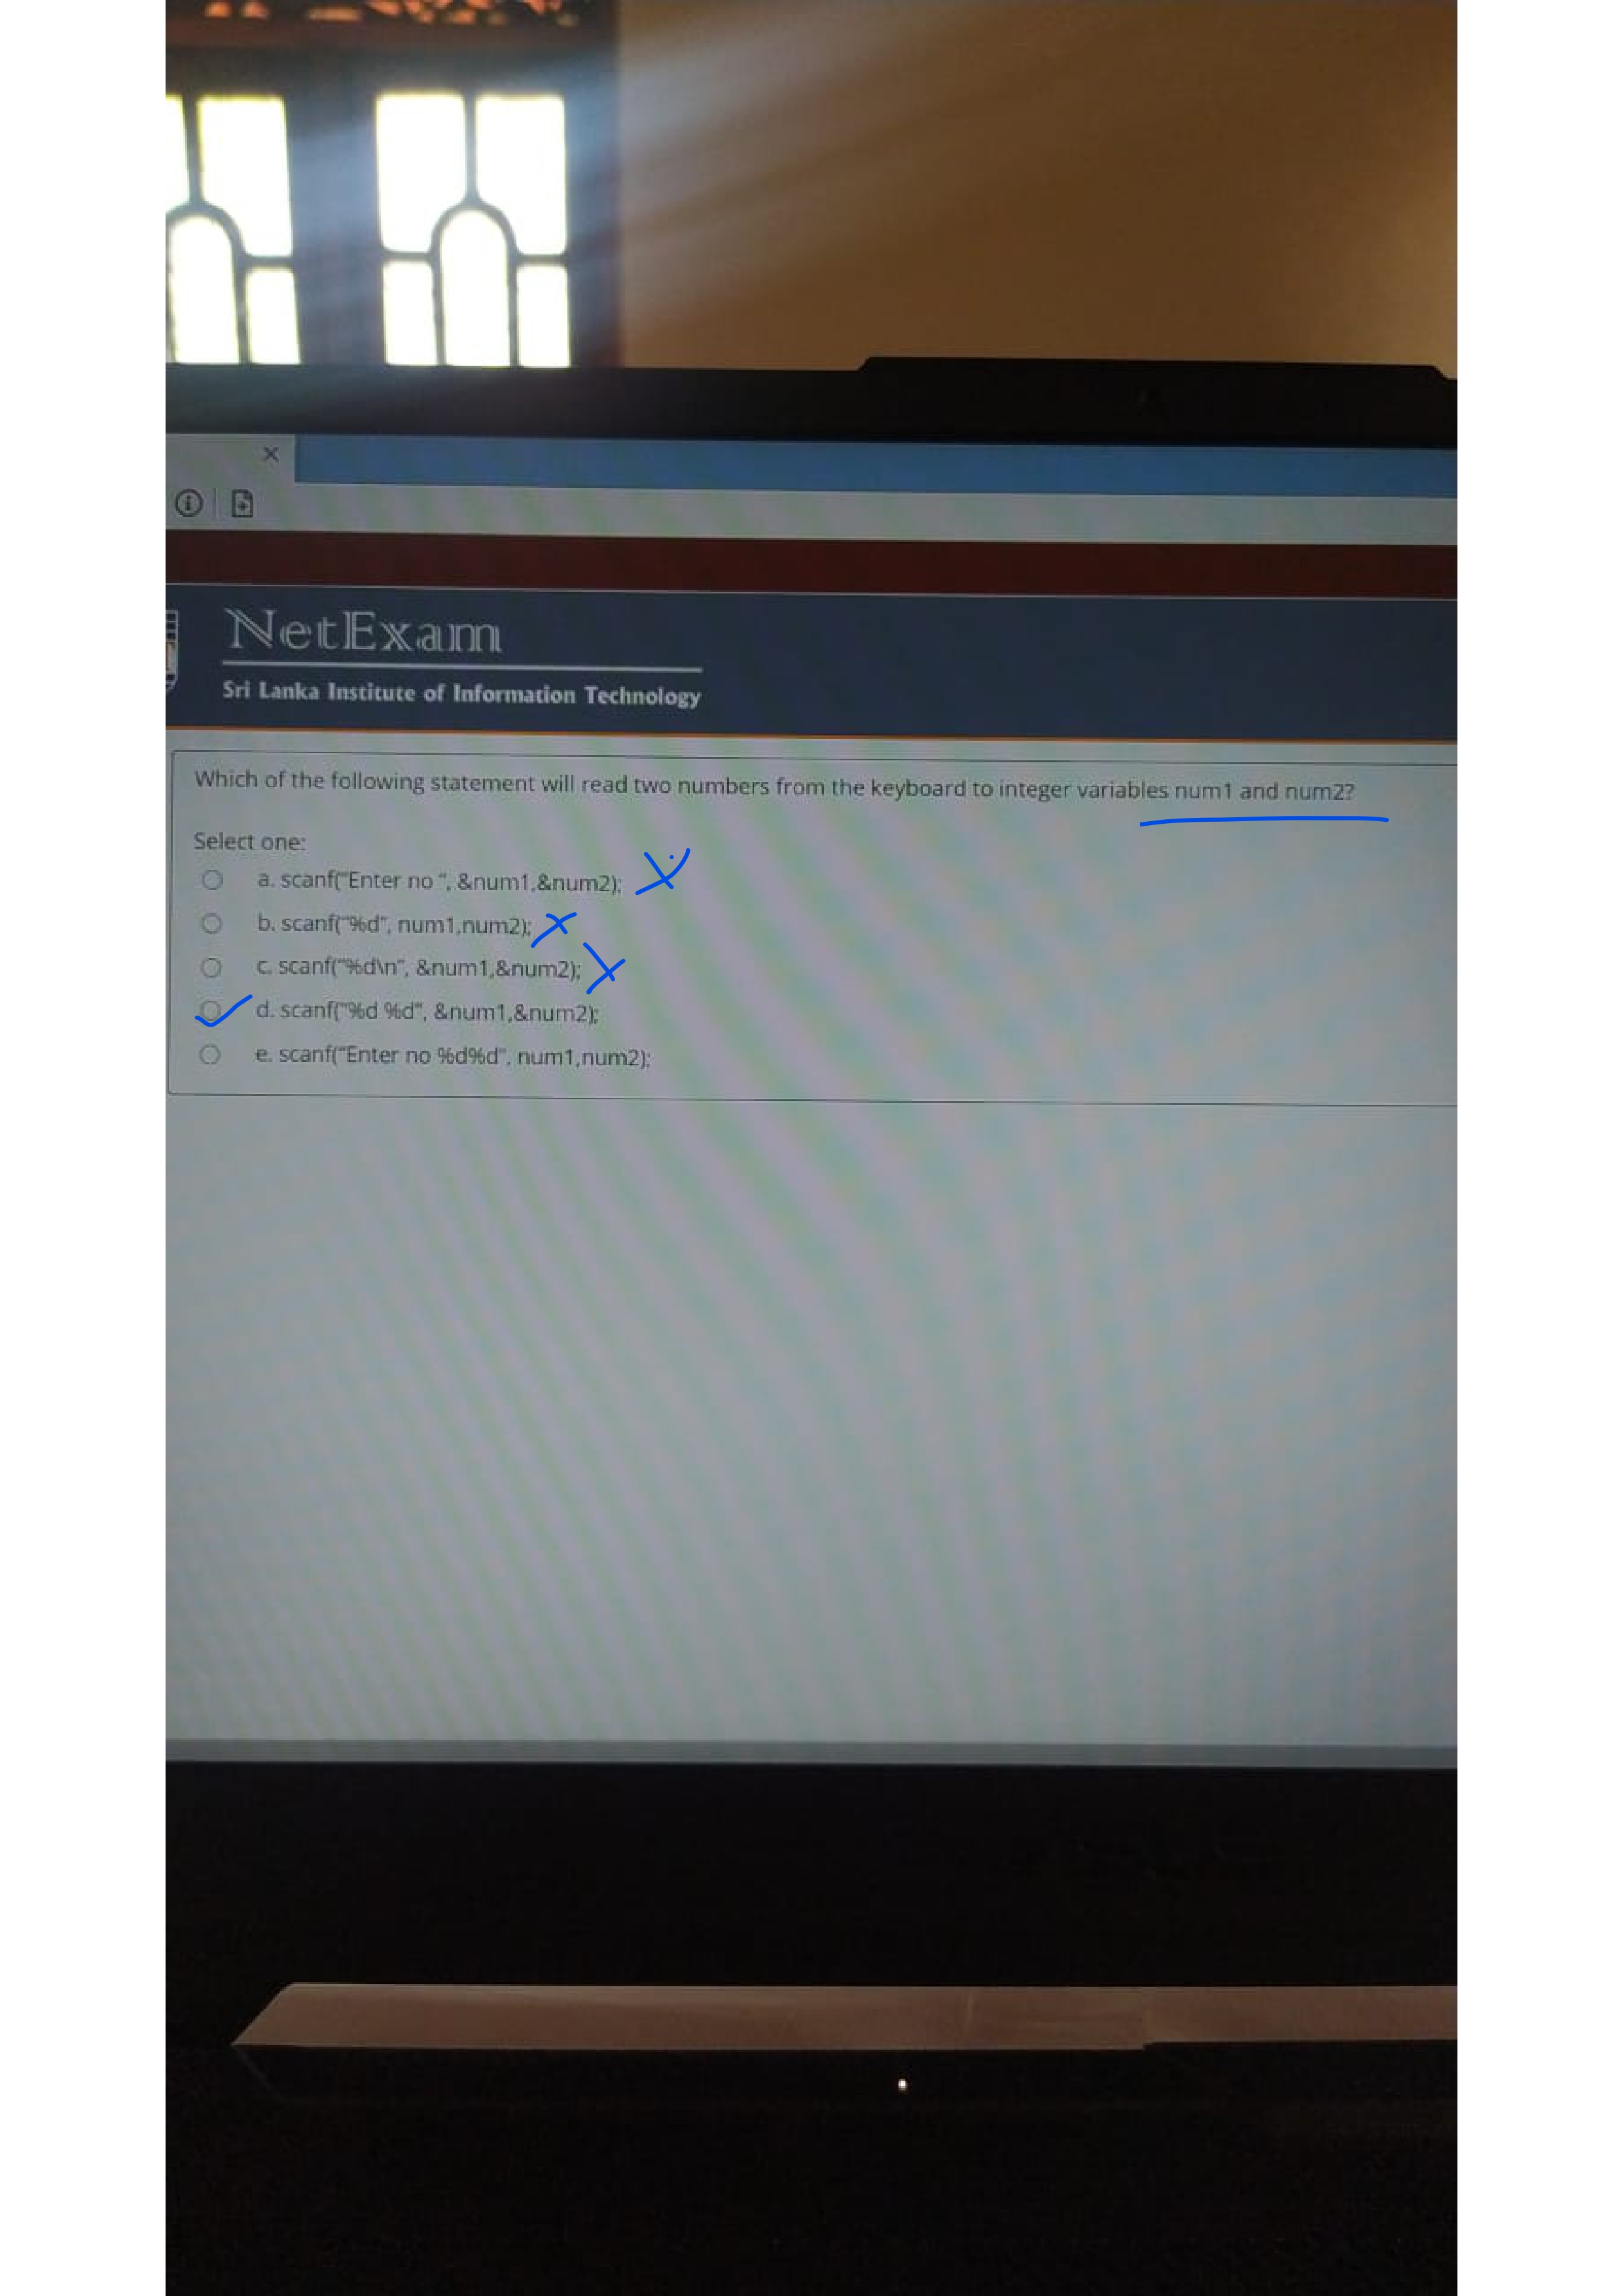 NetExam
Sri Lanka Institute of Information Technology
Which of the following statement will read two numbers from the keyboard to integer variables num1 and num2?
Select one:
a. scanf("Enter no ", &num1,&num2);
b. scanf("%d", num1,num2);
c. scanf("%d\n", &num1,&num2);
d. scanf("%d %d", &num1,&num2);
e. scanf("Enter no %d%d", num1,num2);